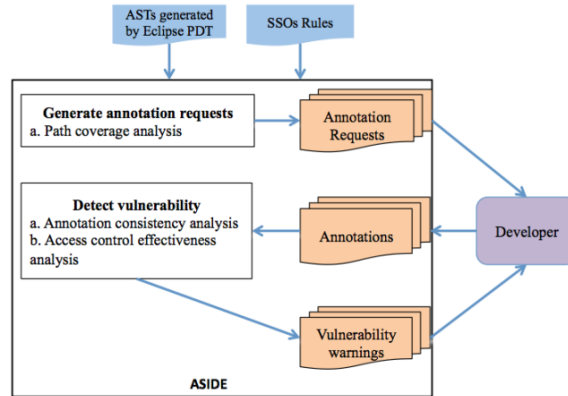 ASTs generated
by Eclipse PDT
SSOs Rules
Generate annotation requests
a. Path coverage analysis
Annotation
Requests
Detect vulnerability
a. Annotation consistency analysis
b. Access control effectiveness
analysis
Annotations
Developer
Vulnerability
warnings
ASIDE